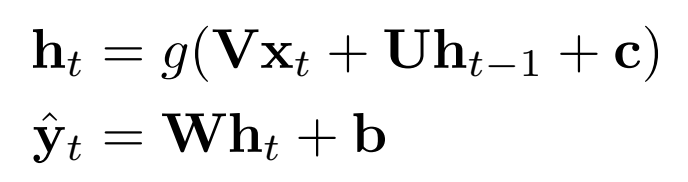 h_t = g(Vx_t + Uh_{t−1} + c)
ŷ_t = Wh_t + b